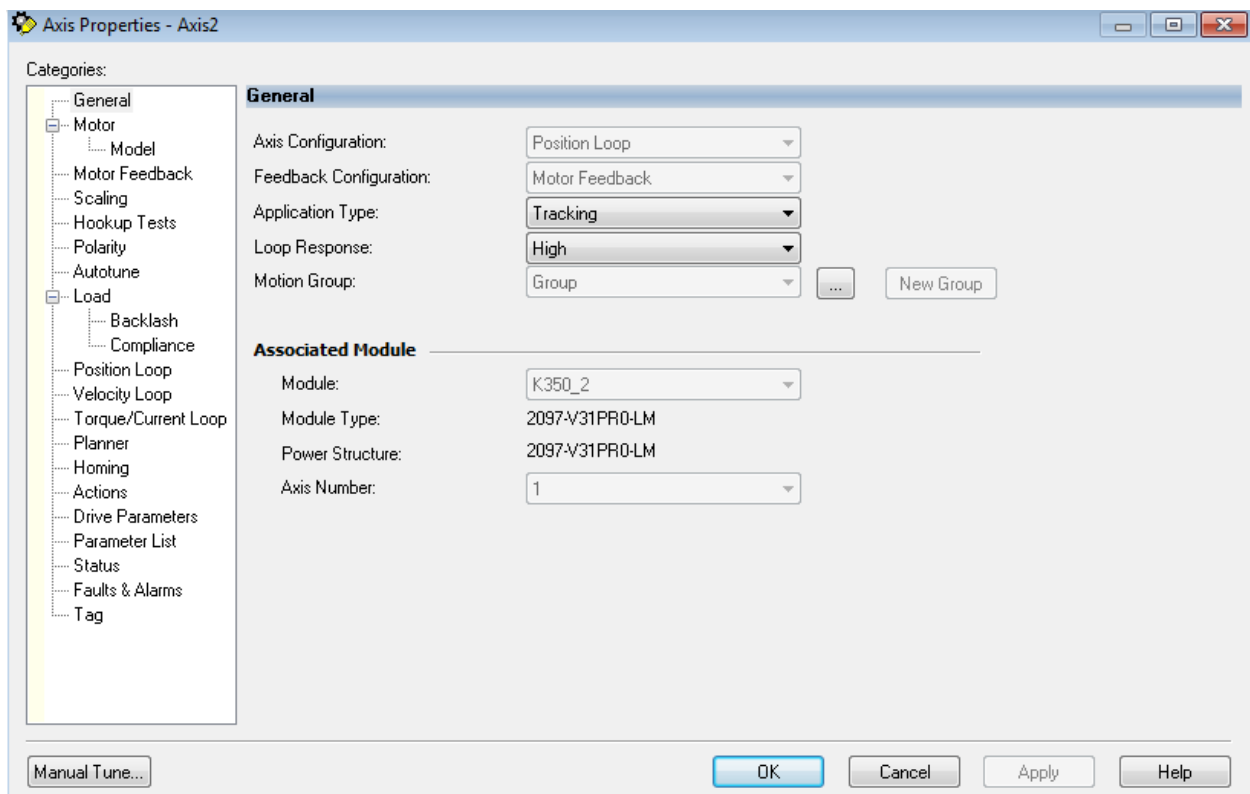 Axis Properties - Axis2
Categories:
General
Motor
Model
Motor Feedback
Scaling
Hookup Tests
Polarity
Autotune
Load
Backlash
Compliance
Position Loop
Velocity Loop
Torque/Current Loop
Planner
Homing
Actions
Drive Parameters
Parameter List
Status
Faults & Alarms
Tag
General
Axis Configuration: Position Loop
Feedback Configuration: Motor Feedback
Application Type: Tracking
Loop Response: High
Motion Group: Group ... New Group
Associated Module
Module: K350_2
Module Type: 2097-V31PR0-LM
Power Structure: 2097-V31PR0-LM
Axis Number: 1
Manual Tune... OK Cancel Apply Help